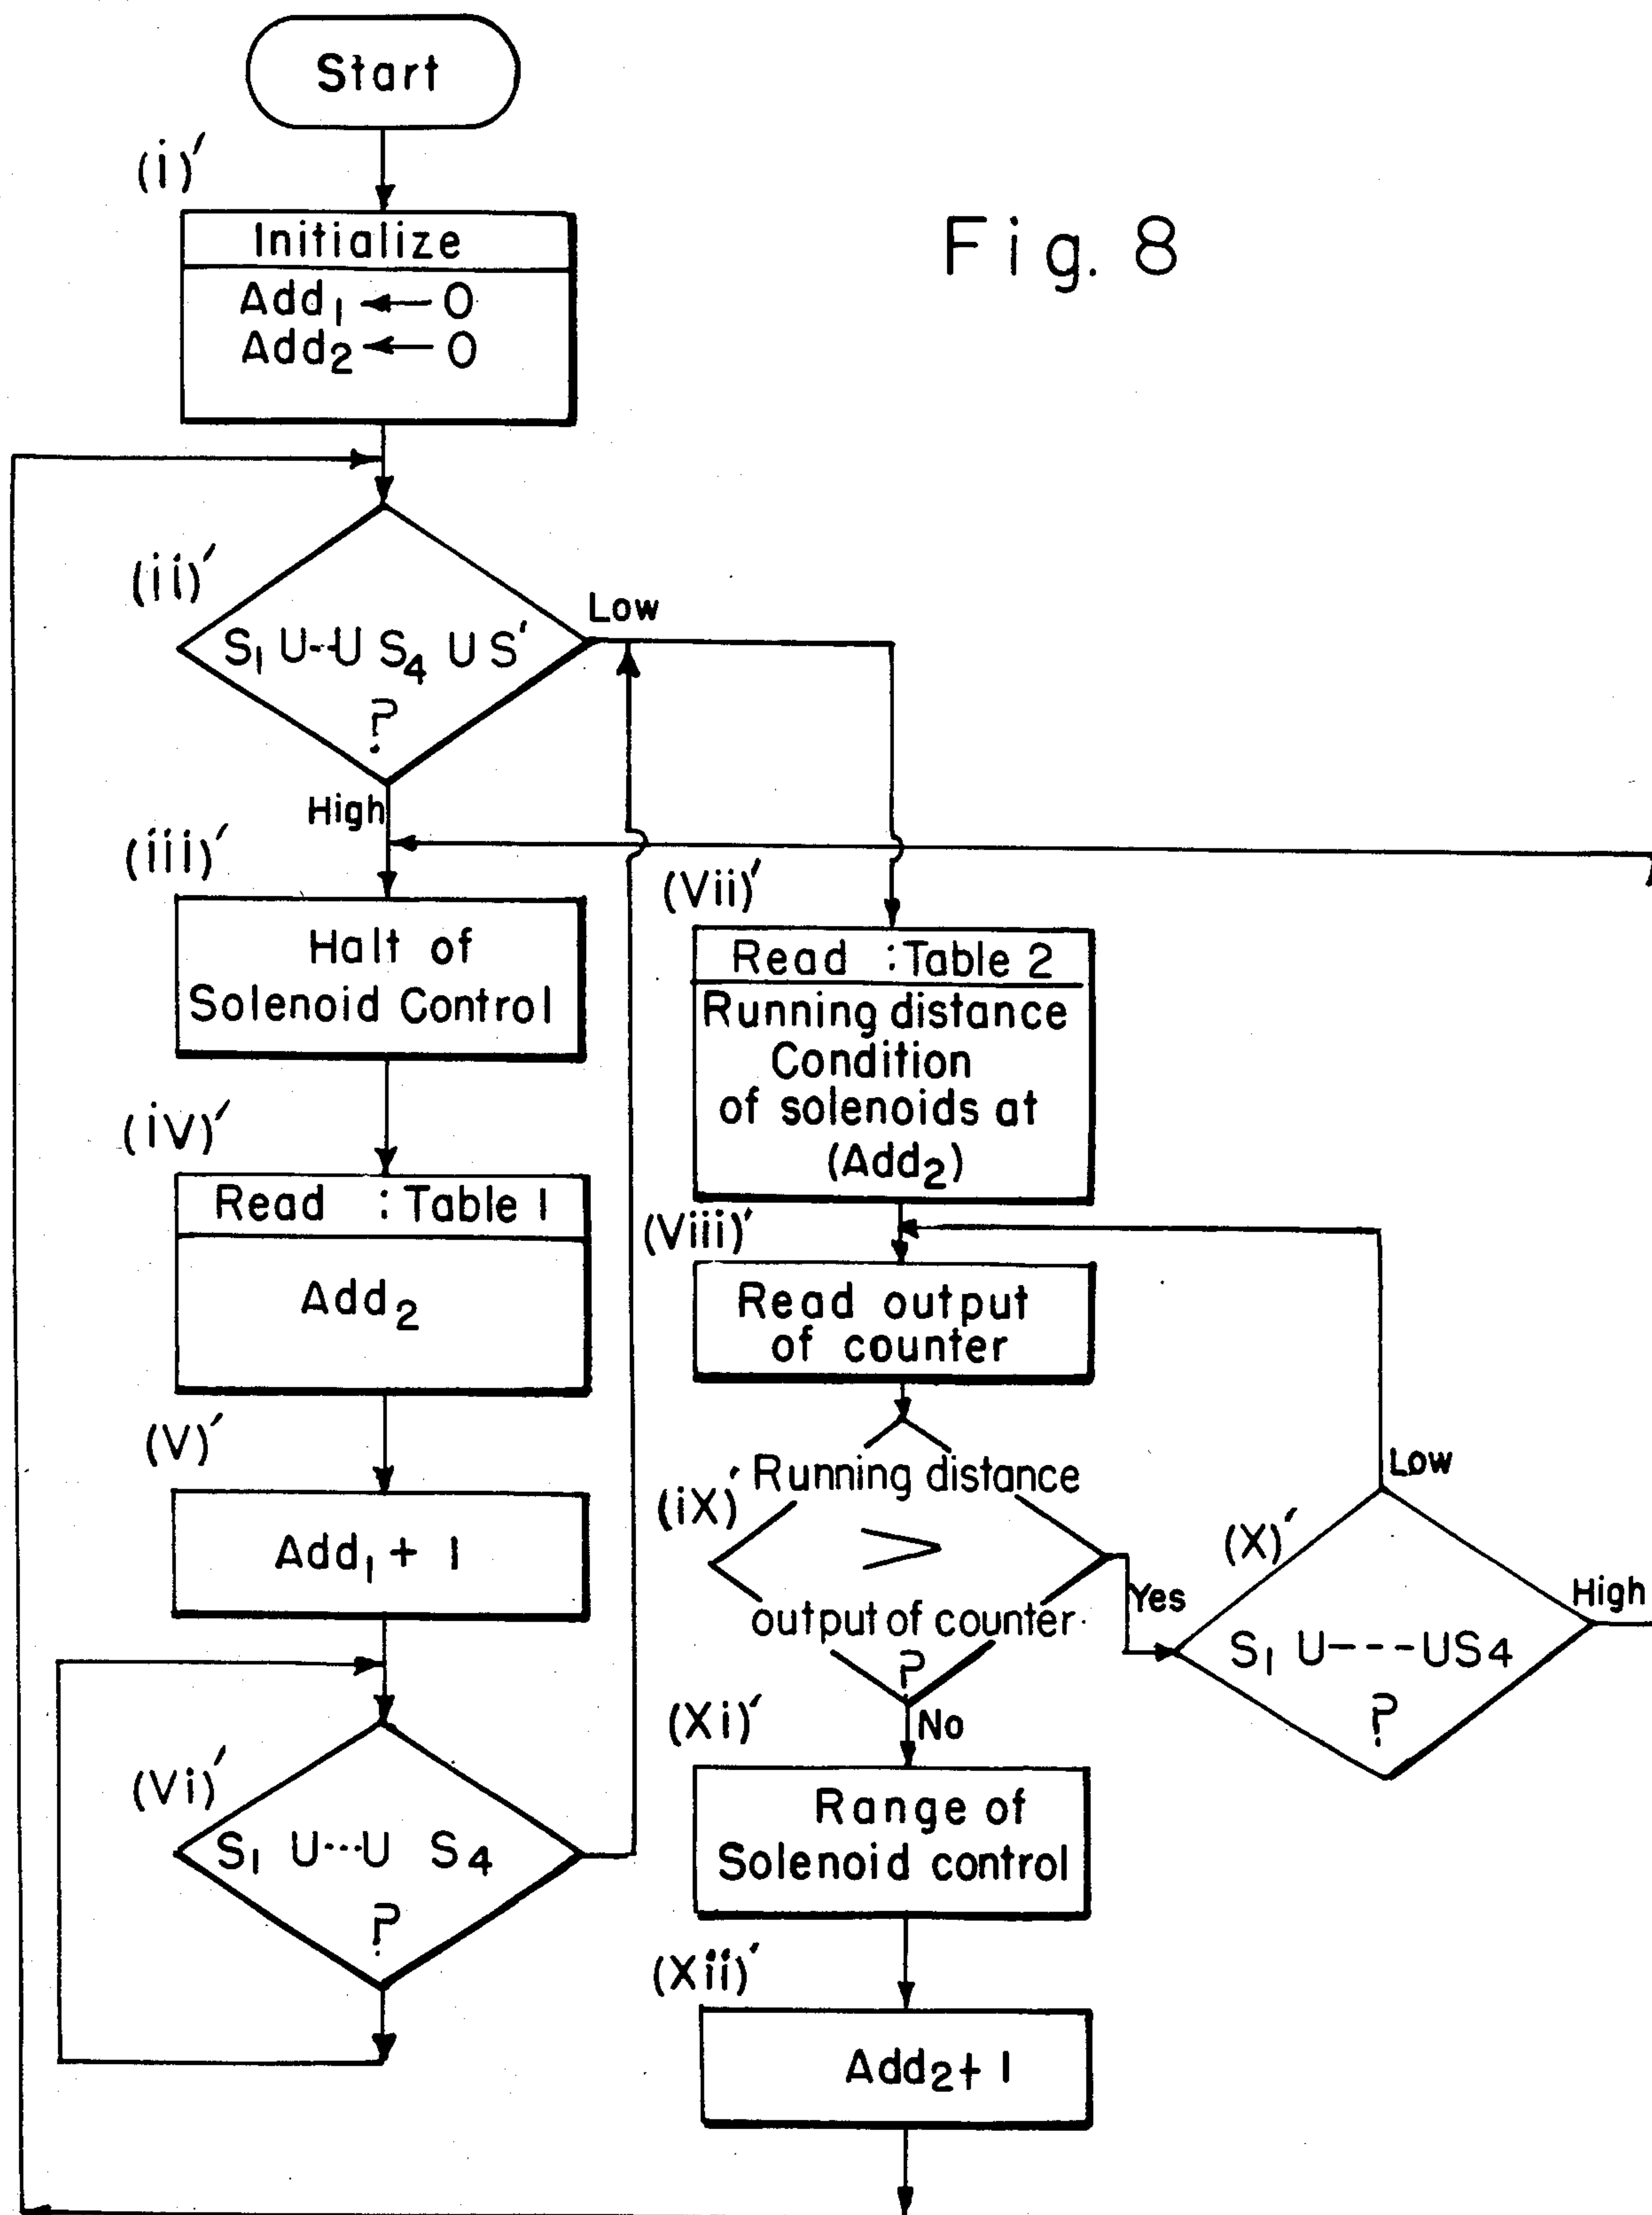 Start
(i)′
Initialize
Add₁ ← 0
Add₂ ← 0
Fig. 8
(ii)′
S₁ U--U S₄ U S′
?
Low
High
(iii)′
Halt of
Solenoid Control
(iV)′
Read : Table 1
Add₂
(V)′
Add₁ + 1
(Vi)′
S₁ U---U S₄
?
(Vii)′
Read : Table 2
Running distance
Condition
of solenoids at
(Add₂)
(Viii)′
Read output
of counter
(iX)′
Running distance
>
output of counter
?
Yes
No
(X)′
Low
High
S₁ U----US₄
?
(Xi)′
Range of
Solenoid control
(Xii)′
Add₂+ 1